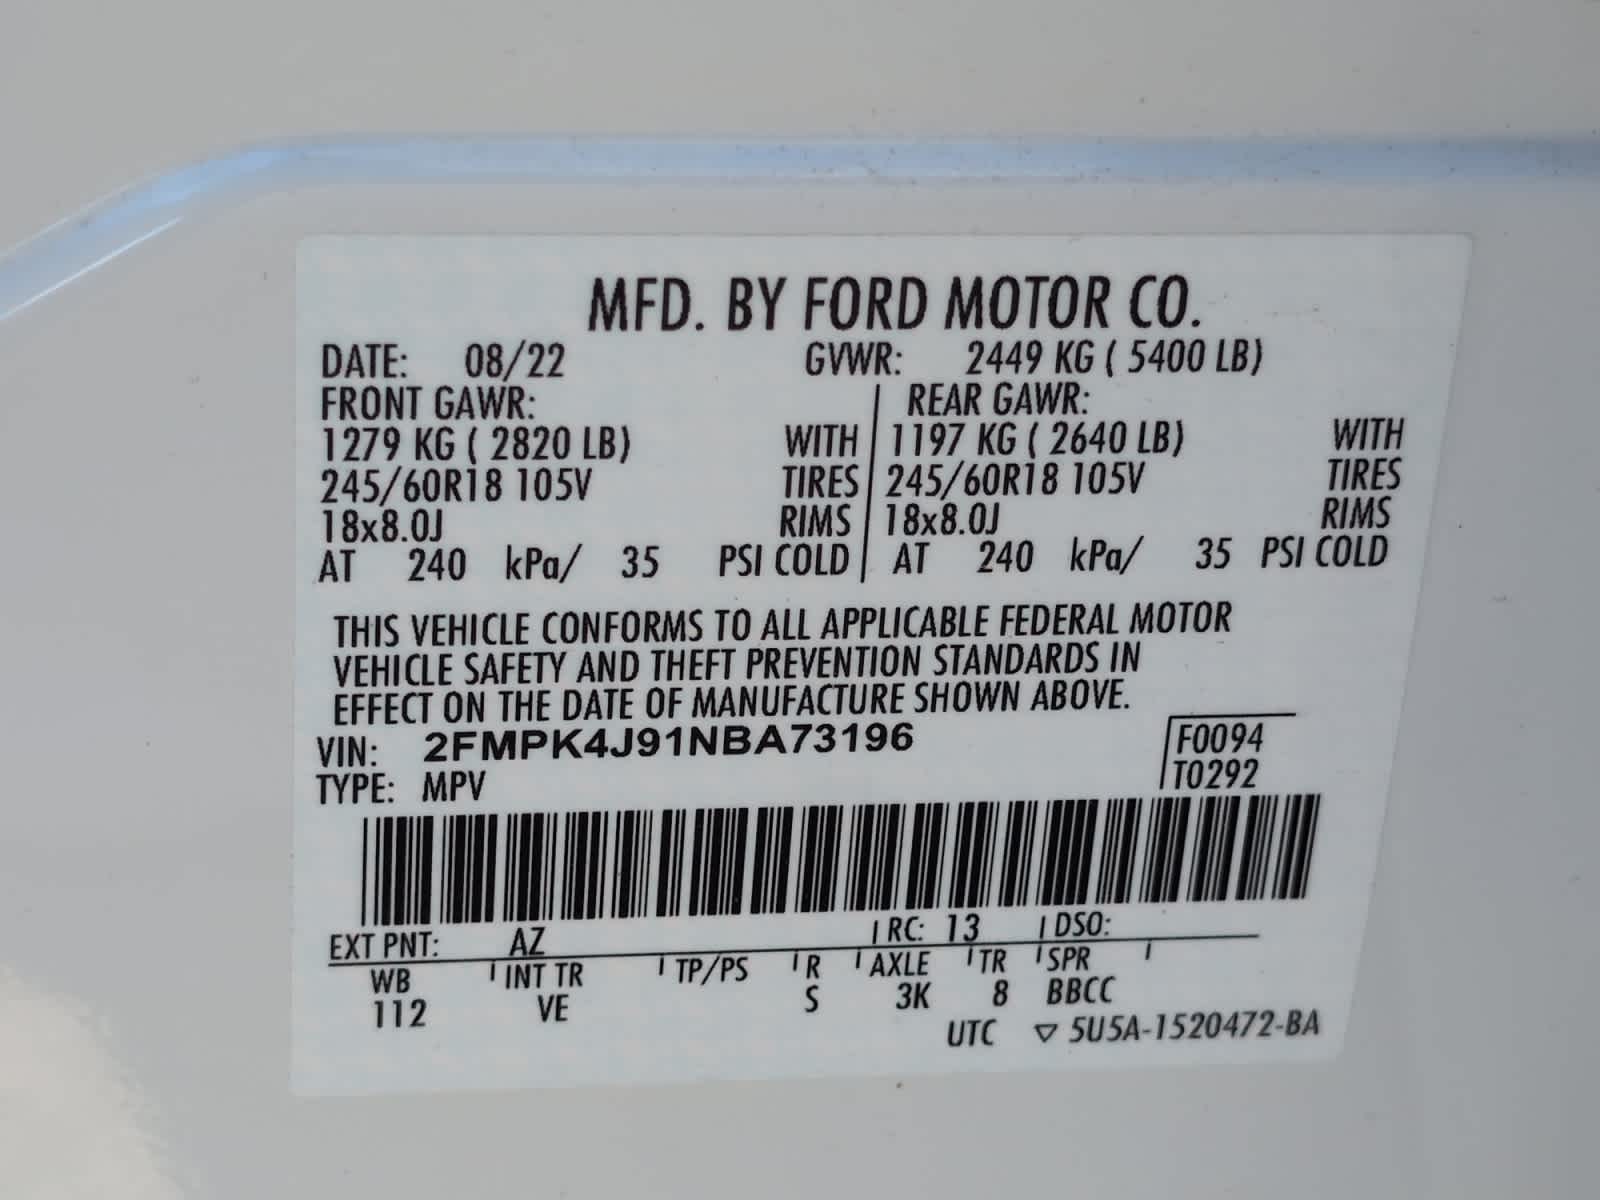 MFD. BY FORD MOTOR CO.
DATE: 08/22 GVWR: 2449 KG ( 5400 LB)
FRONT GAWR: REAR GAWR:
1279 KG ( 2820 LB) WITH 1197 KG ( 2640 LB) WITH
245/60R18 105V TIRES 245/60R18 105V TIRES
18x8.0J RIMS 18x8.0J RIMS
AT 240 kPa/ 35 PSI COLD AT 240 kPa/ 35 PSI COLD
THIS VEHICLE CONFORMS TO ALL APPLICABLE FEDERAL MOTOR
VEHICLE SAFETY AND THEFT PREVENTION STANDARDS IN
EFFECT ON THE DATE OF MANUFACTURE SHOWN ABOVE.
VIN: 2FMPK4J91NBA73196 F0094
TYPE: MPV T0292
EXT PNT: AZ RC: 13 DSO:
WB INT TR TP/PS R AXLE TR SPR
112 VE S 3K 8 BBCC
UTC ▽ 5U5A-1520472-BA